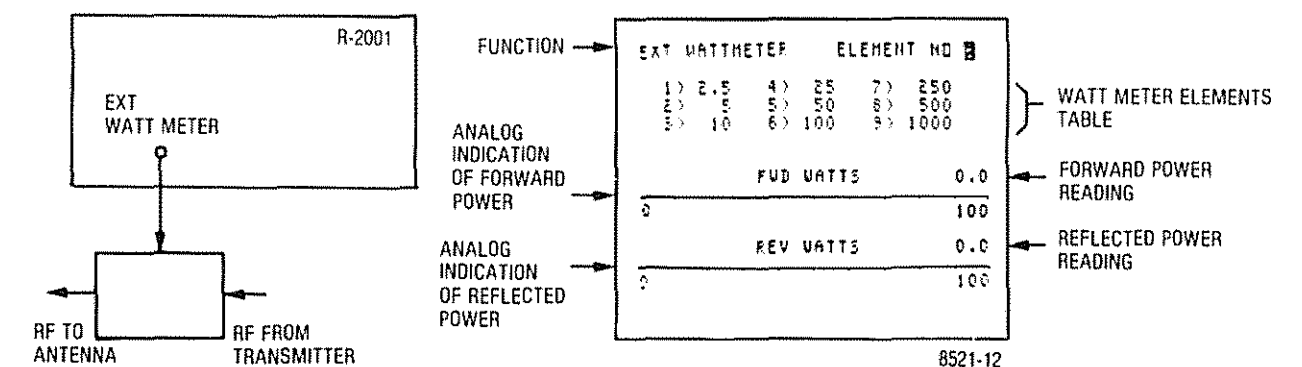 R-2001
EXT
WATT METER
RF TO
ANTENNA
RF FROM
TRANSMITTER
FUNCTION
ANALOG
INDICATION
OF FORWARD
POWER
ANALOG
INDICATION
OF REFLECTED
POWER
EXT WATTMETER ELEMENT NO
1) 2.5 4) 25 7) 250
2) 5 5) 50 8) 500
3) 10 6) 100 9) 1000
FWD WATTS 0.0
0 100
REV WATTS 0.0
0 100
WATT METER ELEMENTS
TABLE
FORWARD POWER
READING
REFLECTED POWER
READING
8521-12